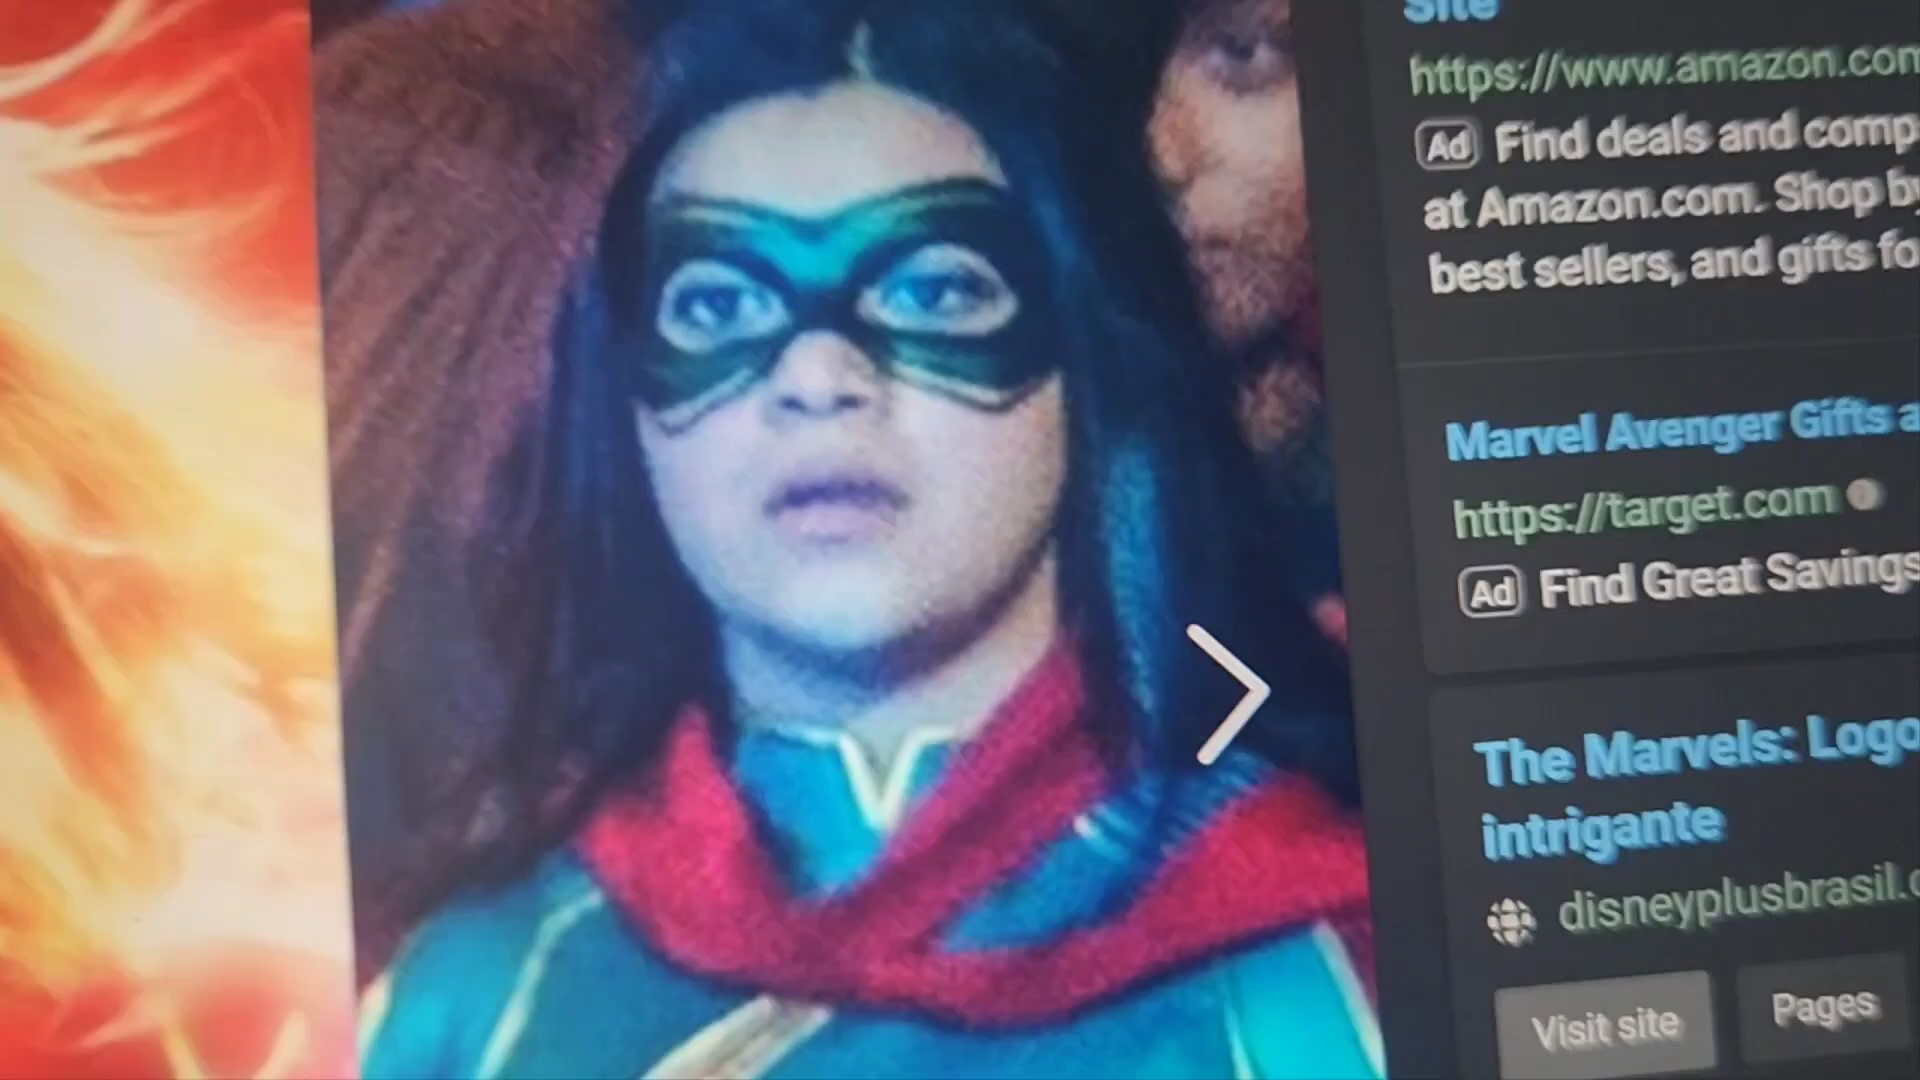 Site
https://www.amazon.com
Ad Find deals and comp
at Amazon.com. Shop by
best sellers, and gifts fo
Marvel Avenger Gifts a
https://target.com
Ad Find Great Savings
The Marvels: Logo
intrigante
disneyplusbrasil.c
Visit site
Pages